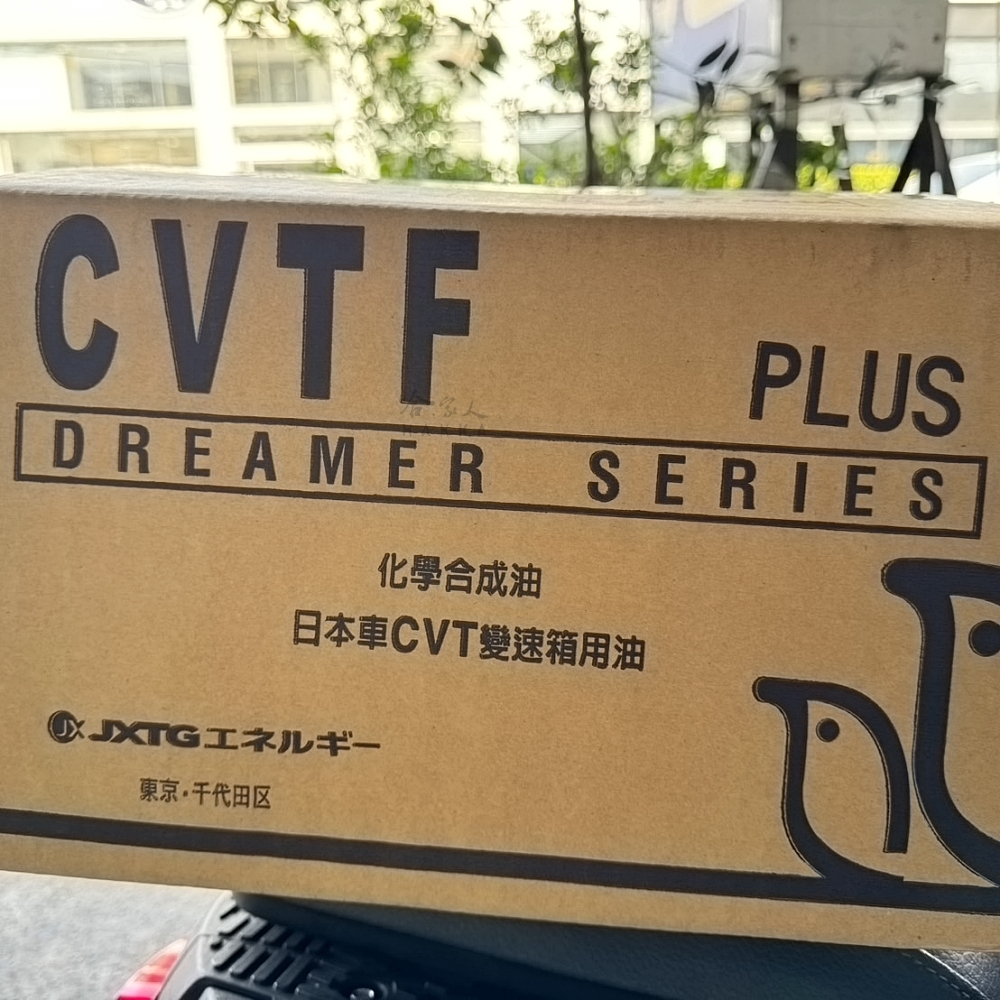 CVTF
PLUS
DREAMER SERIES
化學合成油
日本車CVT變速箱用油
JX JXTGエネルギー
東京・千代田区